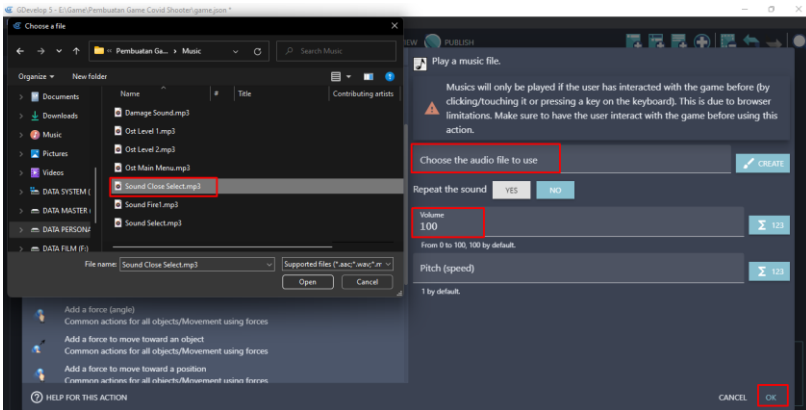 GDevelop 5 - E:\Game\Pembuatan Game Covid Shooter\game.json *
Choose a file
Pembuatan Ga... > Music
Search Music
Organize
New folder
Name
#
Title
Contributing artists
Documents
Downloads
Music
Pictures
Videos
DATA SYSTEM (
DATA MASTER (
DATA PERSONA
DATA FILM (F:)
Damage Sound.mp3
Ost Level 1.mp3
Ost Level 2.mp3
Ost Main Menu.mp3
Sound Close Select.mp3
Sound Fire1.mp3
Sound Select.mp3
File name: Sound Close Select.mp3
Supported files (*.aac;*.wav;*.m
Open
Cancel
Add a force (angle)
Common actions for all objects/Movement using forces
Add a force to move toward an object
Common actions for all objects/Movement using forces
Add a force to move toward a position
Common actions for all objects/Movement using forces
HELP FOR THIS ACTION
EW
PUBLISH
Play a music file.
Musics will only be played if the user has interacted with the game before (by
clicking/touching it or pressing a key on the keyboard). This is due to browser
limitations. Make sure to have the user interact with the game before using this
action.
Choose the audio file to use
CREATE
Repeat the sound YES NO
Volume
100
Σ 123
From 0 to 100, 100 by default.
Pitch (speed)
Σ 123
1 by default.
CANCEL
OK